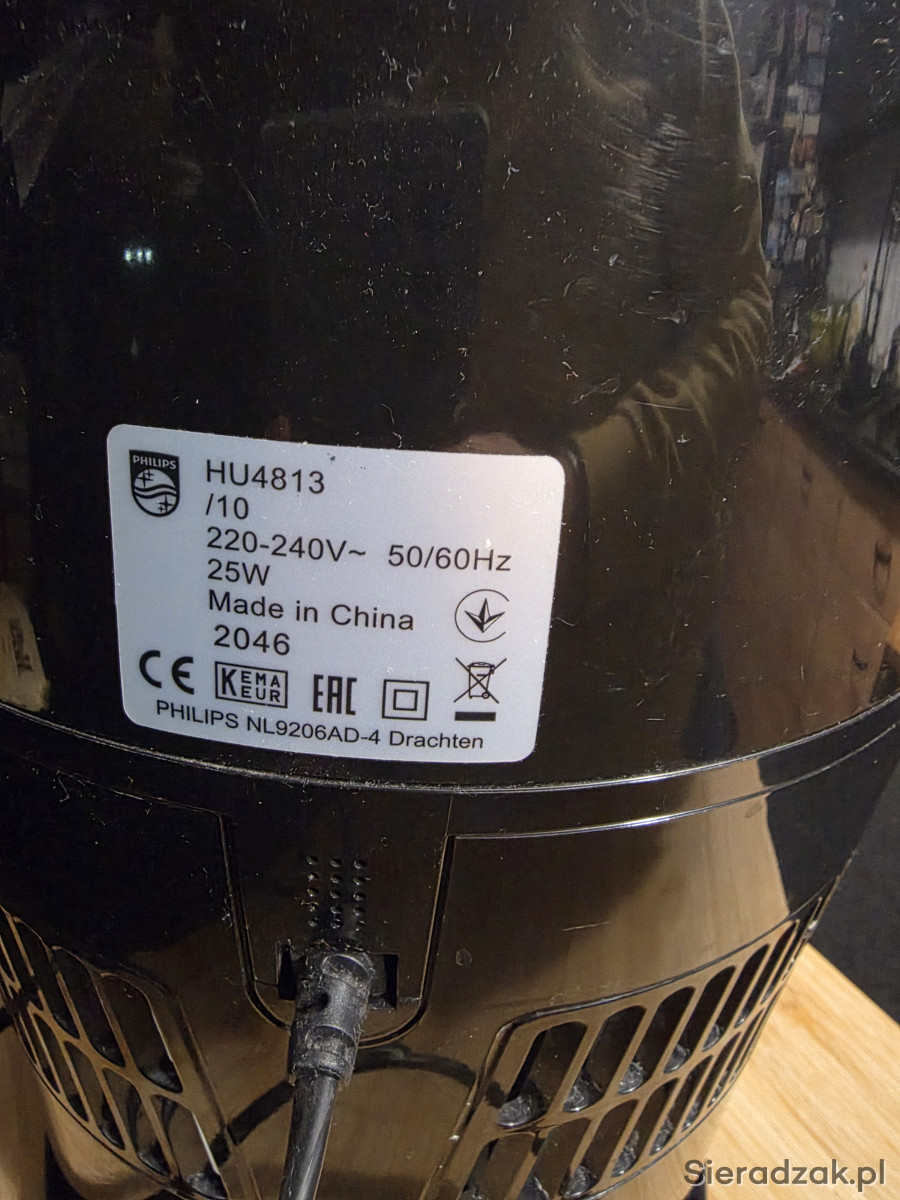 PHILIPS
HU4813
/10
220-240V~ 50/60Hz
25W
Made in China
2046
CE KEMA EUR EAC
PHILIPS NL9206AD-4 Drachten
Sieradzak.pl